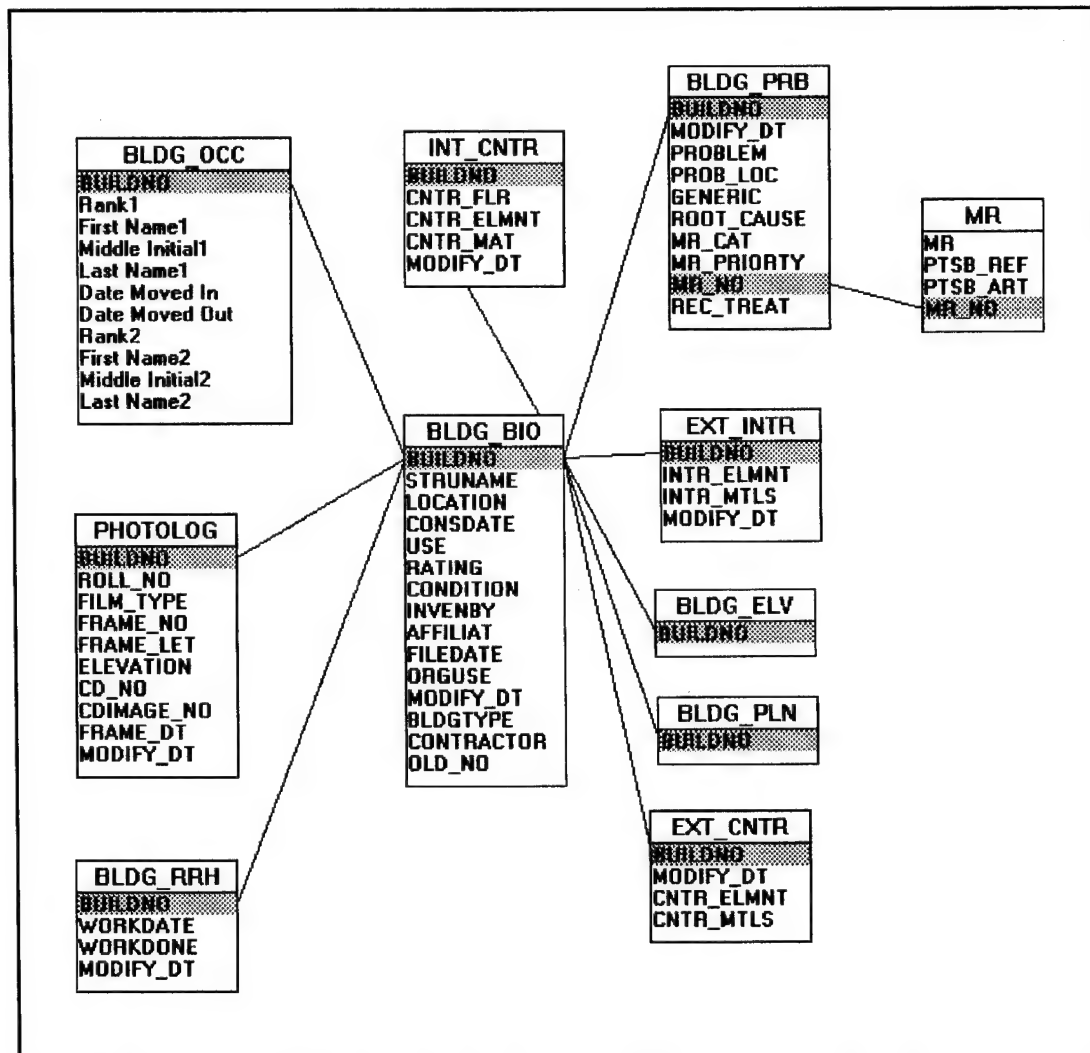 BLDG_OCC
BUILDNO
Rank1
First Name1
Middle Initial1
Last Name1
Date Moved In
Date Moved Out
Rank2
First Name2
Middle Initial2
Last Name2
INT_CNTR
BUILDNO
CNTR_FLR
CNTR_ELMNT
CNTR_MAT
MODIFY_DT
BLDG_PRB
BUILDNO
MODIFY_DT
PROBLEM
PROB_LOC
GENERIC
ROOT_CAUSE
MR_CAT
MR_PRIORTY
MR_NO
REC_TREAT
MR
MR
PTSB_REF
PTSB_ART
MR_NO
PHOTOLOG
BUILDNO
ROLL_NO
FILM_TYPE
FRAME_NO
FRAME_LET
ELEVATION
CD_NO
CDIMAGE_NO
FRAME_DT
MODIFY_DT
BLDG_BIO
BUILDNO
STRUNAME
LOCATION
CONSDATE
USE
RATING
CONDITION
INVENBY
AFFILIAT
FILEDATE
ORGUSE
MODIFY_DT
BLDGTYPE
CONTRACTOR
OLD_NO
EXT_INTR
BUILDNO
INTR_ELMNT
INTR_MTLS
MODIFY_DT
BLDG_ELV
BUILDNO
BLDG_PLN
BUILDNO
EXT_CNTR
BUILDNO
MODIFY_DT
CNTR_ELMNT
CNTR_MTLS
BLDG_RRH
BUILDNO
WORKDATE
WORKDONE
MODIFY_DT